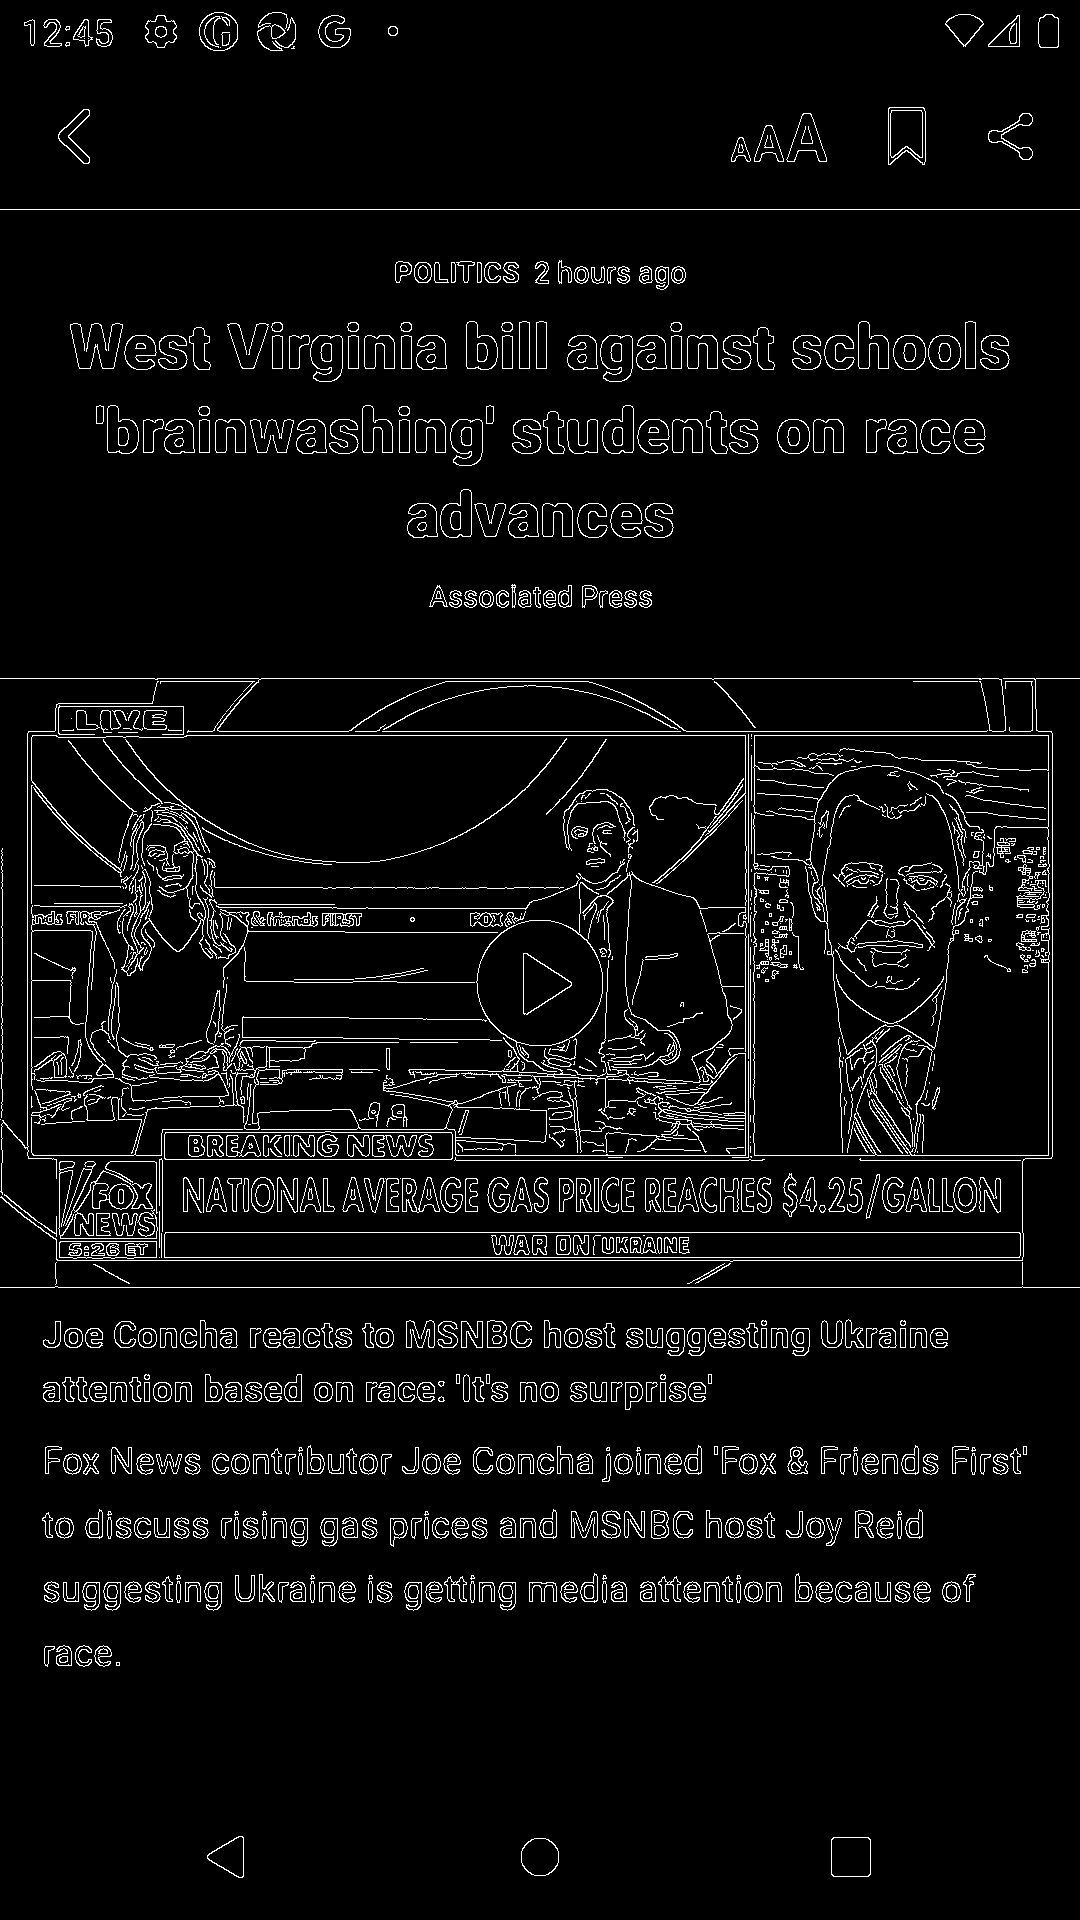 12:45
AAA
POLITICS 2 hours ago
West Virginia bill against schools
'brainwashing' students on race
advances
Associated Press
LIVE
nds FIRS
& friends FIRST
FOX &
BREAKING NEWS
FOX
NEWS
NATIONAL AVERAGE GAS PRICE REACHES $4.25/GALLON
5:26 ET
WAR ON UKRAINE
Joe Concha reacts to MSNBC host suggesting Ukraine
attention based on race: 'It's no surprise'
Fox News contributor Joe Concha joined 'Fox & Friends First'
to discuss rising gas prices and MSNBC host Joy Reid
suggesting Ukraine is getting media attention because of
race.